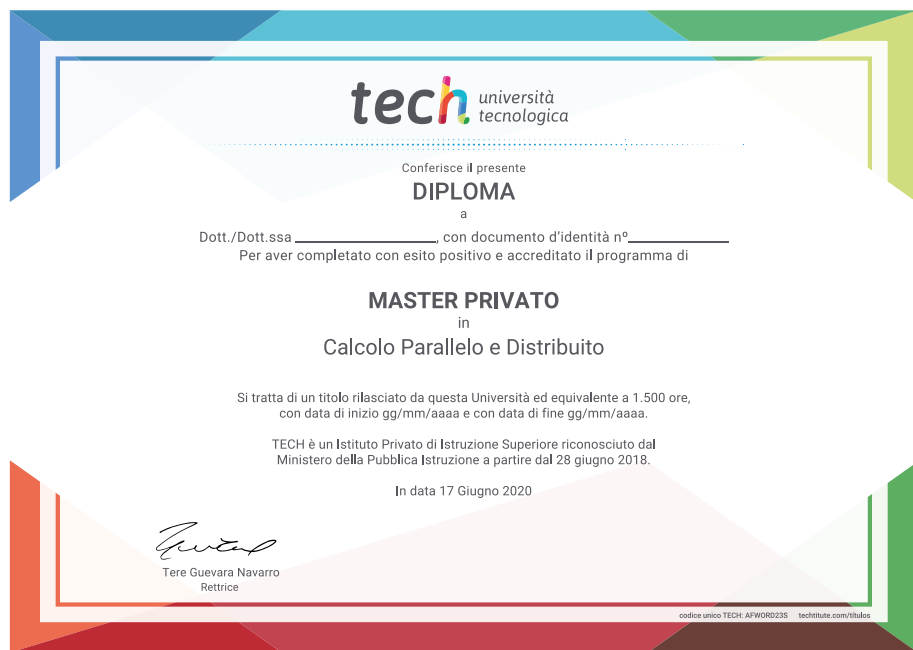 tech università
tecnologica
Conferisce il presente
DIPLOMA
a
Dott./Dott.ssa ________________, con documento d'identità nº____________
Per aver completato con esito positivo e accreditato il programma di
MASTER PRIVATO
in
Calcolo Parallelo e Distribuito
Si tratta di un titolo rilasciato da questa Università ed equivalente a 1.500 ore,
con data di inizio gg/mm/aaaa e con data di fine gg/mm/aaaa.
TECH è un Istituto Privato di Istruzione Superiore riconosciuto dal
Ministero della Pubblica Istruzione a partire dal 28 giugno 2018.
In data 17 Giugno 2020
Tere Guevara Navarro
Rettrice
codice unico TECH: AFWORD23S techtitute.com/titulos